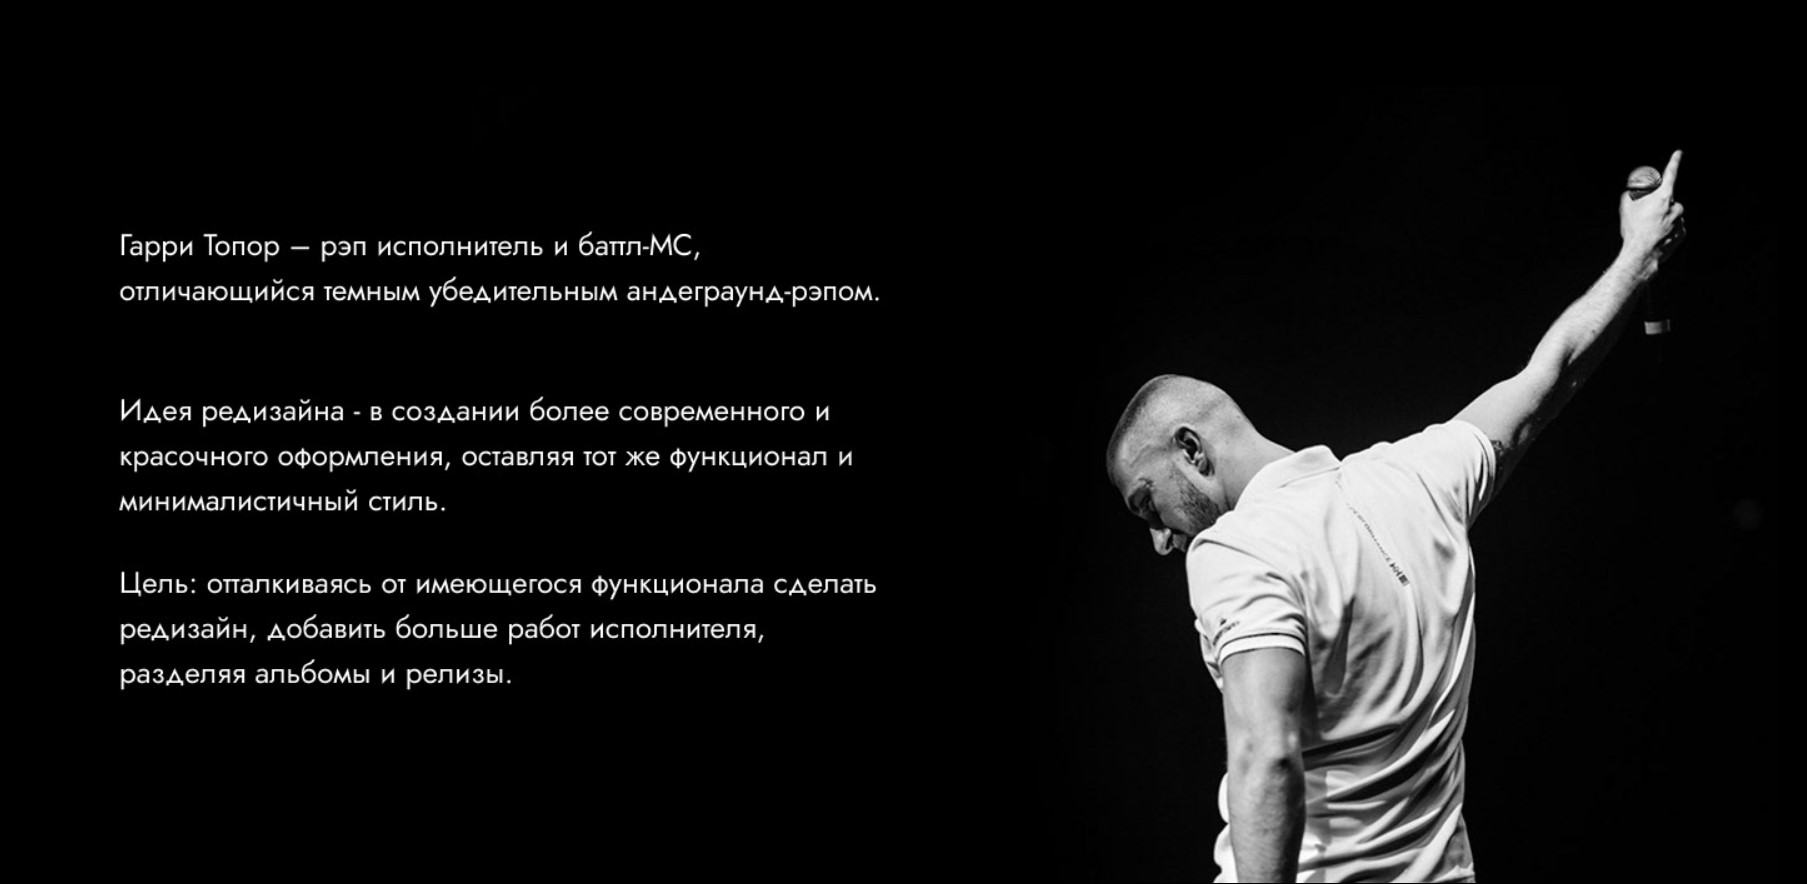 Гарри Топор – рэп исполнитель и баттл-МС,
отличающийся темным убедительным андеграунд-рэпом.
Идея редизайна - в создании более современного и
красочного оформления, оставляя тот же функционал и
минималистичный стиль.
Цель: отталкиваясь от имеющегося функционала сделать
редизайн, добавить больше работ исполнителя,
разделяя альбомы и релизы.